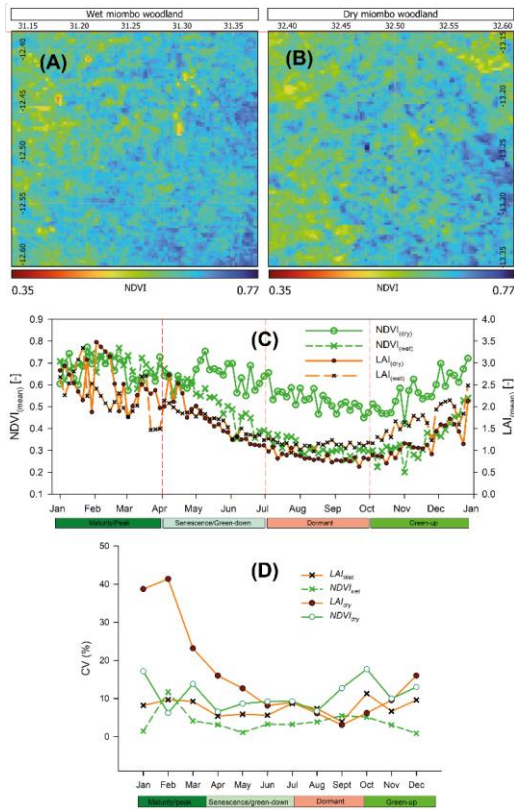 Wet miombo woodland
Dry miombo woodland
31.15 31.20 31.25 31.30 31.35
32.40 32.45 32.50 32.55 32.60
(A)
(B)
-12.40
-12.45
-12.50
-12.55
-12.60
-13.15
-13.20
-13.25
-13.30
-13.35
0.35 NDVI 0.77
0.35 NDVI 0.77
(C)
NDVI(dry)
NDVI(wet)
LAI(dry)
LAI(wet)
NDVI(mean) [-]
0.9
0.8
0.7
0.6
0.5
0.4
0.3
0.2
0.1
LAI(mean) [-]
4.0
3.5
3.0
2.5
2.0
1.5
1.0
0.5
0.0
Jan Feb Mar Apr May Jun Jul Aug Sep Oct Nov Dec Jan
Maturity/Peak Senescence/Green-down Dormant Green-up
(D)
LAIWet
NDVIwet
LAIdry
NDVIdry
CV (%)
50
40
30
20
10
0
Jan Feb Mar Apr May Jun Jul Aug Sept Oct Nov Dec
Maturity/peak Senescence/green-down Dormant Green-up